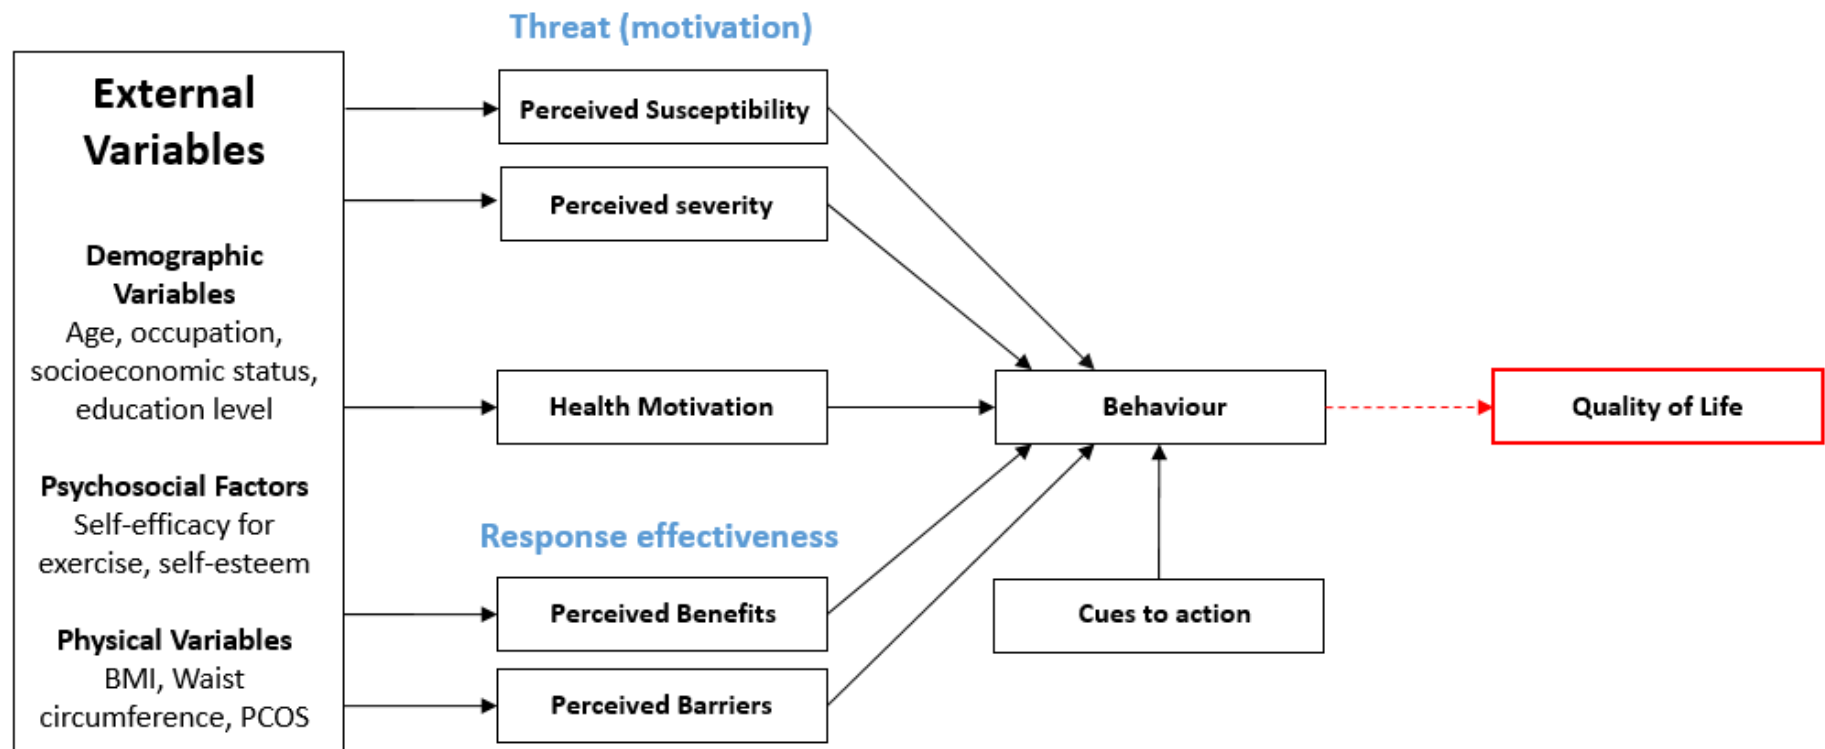 Threat (motivation)
External
Variables
Demographic
Variables
Age, occupation,
socioeconomic status,
education level
Psychosocial Factors
Self-efficacy for
exercise, self-esteem
Physical Variables
BMI, Waist
circumference, PCOS
Perceived Susceptibility
Perceived severity
Health Motivation
Response effectiveness
Perceived Benefits
Perceived Barriers
Behaviour
Cues to action
Quality of Life